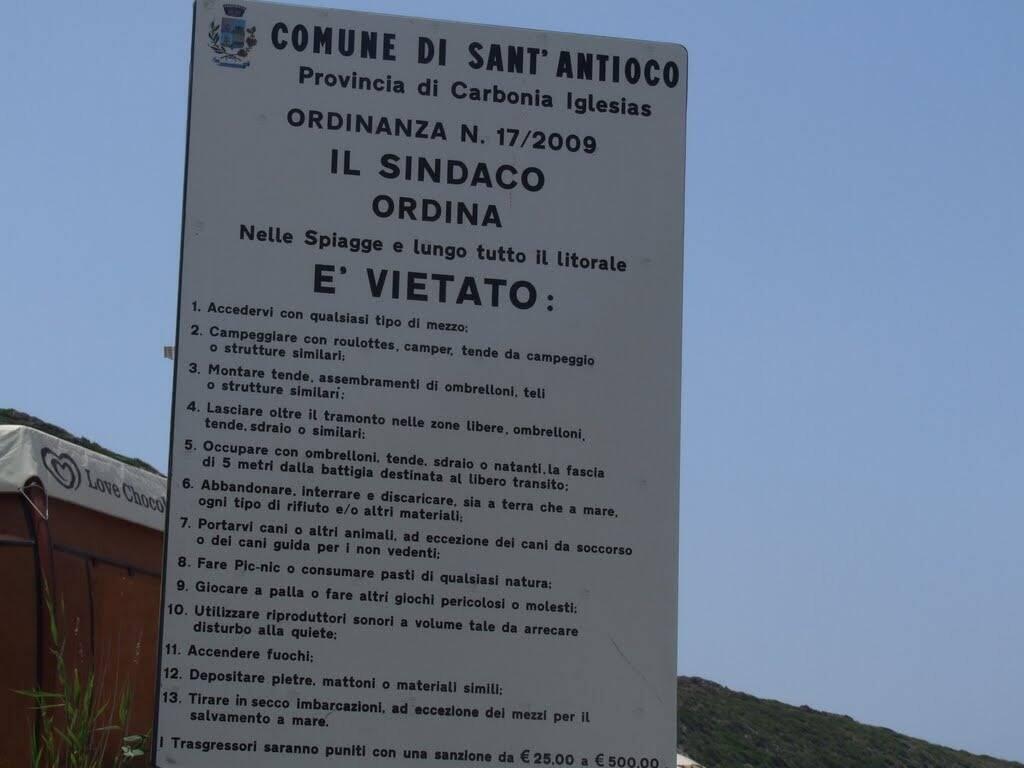 COMUNE DI SANT'ANTIOCO
Provincia di Carbonia Iglesias
ORDINANZA N. 17/2009
IL SINDACO
ORDINA
Nelle Spiagge e lungo tutto il litorale
E' VIETATO:
1. Accedervi con qualsiasi tipo di mezzo;
2. Campeggiare con roulottes, camper, tende da campeggio
o strutture similari;
3. Montare tende, assembramenti di ombrelloni, teli
o strutture similari;
4. Lasciare oltre il tramonto nelle zone libere, ombrelloni,
tende, sdraio o similari;
5. Occupare con ombrelloni, tende, sdraio o natanti, la fascia
di 5 metri dalla battigia destinata al libero transito;
6. Abbandonare, interrare e discaricare, sia a terra che a mare,
ogni tipo di rifiuto e/o altri materiali;
7. Portarvi cani o altri animali, ad eccezione dei cani da soccorso
o dei cani guida per i non vedenti;
8. Fare Pic-nic o consumare pasti di qualsiasi natura;
9. Giocare a palla o fare altri giochi pericolosi o molesti;
10. Utilizzare riproduttori sonori a volume tale da arrecare
disturbo alla quiete;
11. Accendere fuochi;
12. Depositare pietre, mattoni o materiali simili;
13. Tirare in secco imbarcazioni, ad eccezione dei mezzi per il
salvamento a mare.
I Trasgressori saranno puniti con una sanzione da € 25,00 a € 500,00
Love Chocol